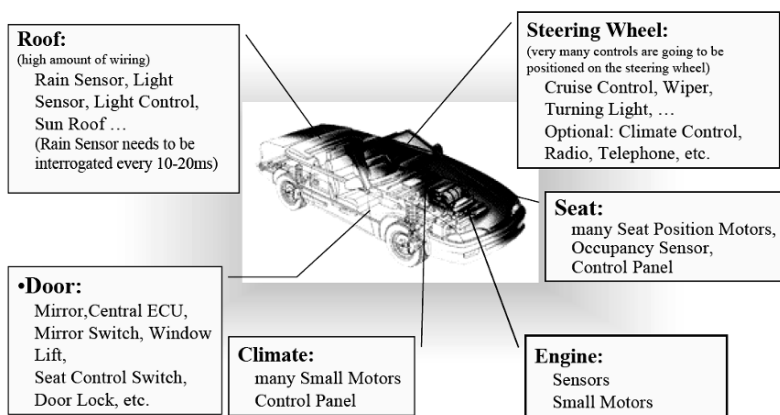 Roof:
(high amount of wiring)
Rain Sensor, Light
Sensor, Light Control,
Sun Roof …
(Rain Sensor needs to be
interrogated every 10-20ms)
Steering Wheel:
(very many controls are going to be
positioned on the steering wheel)
Cruise Control, Wiper,
Turning Light, …
Optional: Climate Control,
Radio, Telephone, etc.
Seat:
many Seat Position Motors,
Occupancy Sensor,
Control Panel
•Door:
Mirror,Central ECU,
Mirror Switch, Window
Lift,
Seat Control Switch,
Door Lock, etc.
Climate:
many Small Motors
Control Panel
Engine:
Sensors
Small Motors